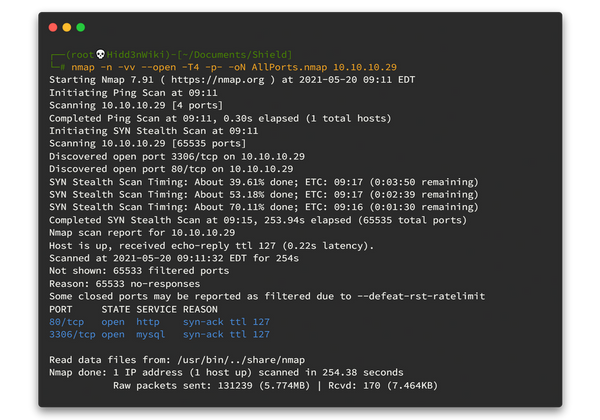 ┌──(root💀Hidd3nWiki)-[~/Documents/Shield]
└─# nmap -n -vv --open -T4 -p- -oN AllPorts.nmap 10.10.10.29
Starting Nmap 7.91 ( https://nmap.org ) at 2021-05-20 09:11 EDT
Initiating Ping Scan at 09:11
Scanning 10.10.10.29 [4 ports]
Completed Ping Scan at 09:11, 0.30s elapsed (1 total hosts)
Initiating SYN Stealth Scan at 09:11
Scanning 10.10.10.29 [65535 ports]
Discovered open port 3306/tcp on 10.10.10.29
Discovered open port 80/tcp on 10.10.10.29
SYN Stealth Scan Timing: About 39.61% done; ETC: 09:17 (0:03:50 remaining)
SYN Stealth Scan Timing: About 53.18% done; ETC: 09:17 (0:02:39 remaining)
SYN Stealth Scan Timing: About 70.11% done; ETC: 09:16 (0:01:30 remaining)
Completed SYN Stealth Scan at 09:15, 253.94s elapsed (65535 total ports)
Nmap scan report for 10.10.10.29
Host is up, received echo-reply ttl 127 (0.22s latency).
Scanned at 2021-05-20 09:11:32 EDT for 254s
Not shown: 65533 filtered ports
Reason: 65533 no-responses
Some closed ports may be reported as filtered due to --defeat-rst-ratelimit
PORT     STATE SERVICE REASON
80/tcp   open  http    syn-ack ttl 127
3306/tcp open  mysql   syn-ack ttl 127
Read data files from: /usr/bin/../share/nmap
Nmap done: 1 IP address (1 host up) scanned in 254.38 seconds
Raw packets sent: 131239 (5.774MB) | Rcvd: 170 (7.464KB)